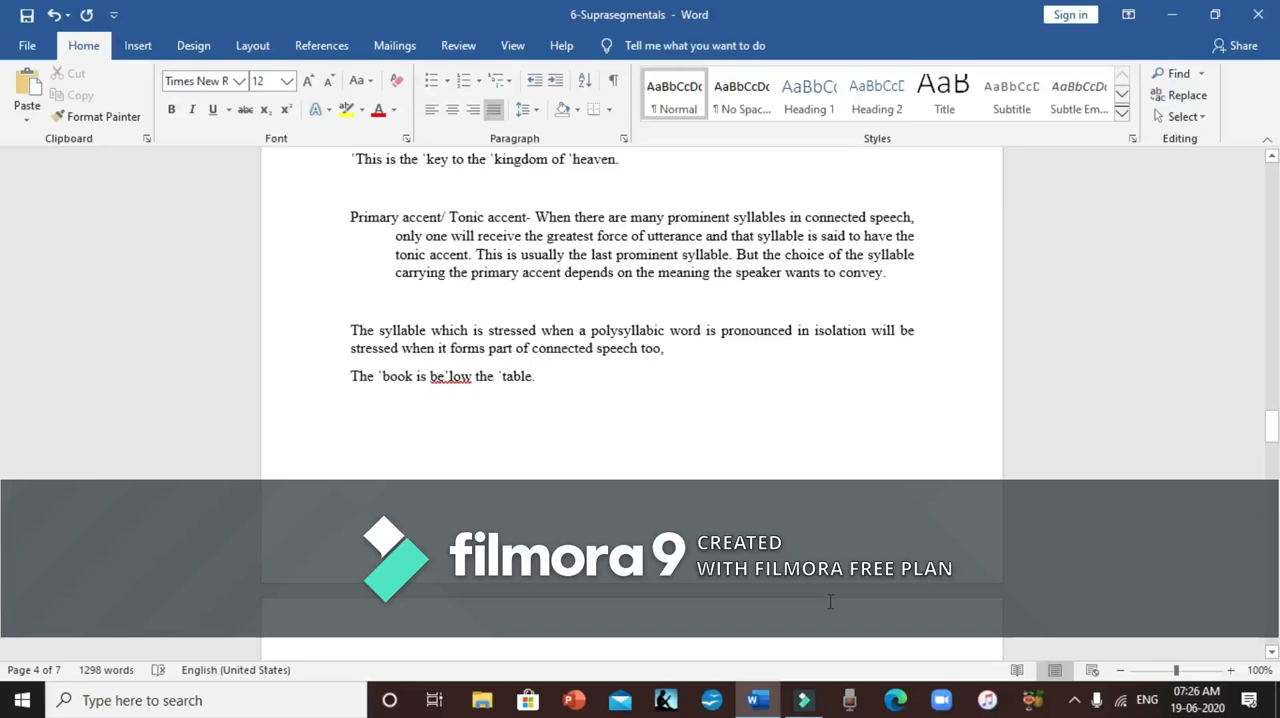 6-Suprasegmentals - Word
Sign in
File Home Insert Design Layout References Mailings Review View Help Tell me what you want to do Share
Paste Cut Copy Format Painter
Times New R 12
AaBbCcDc AaBbCcDc AaBbCc AaBbCcD AaB AaBbCcD AaBbCcDc
¶ Normal ¶ No Spac... Heading 1 Heading 2 Title Subtitle Subtle Em...
Find Replace Select
Clipboard Font Paragraph Styles Editing
ˈThis is the ˈkey to the ˈkingdom of ˈheaven.
Primary accent/ Tonic accent- When there are many prominent syllables in connected speech,
only one will receive the greatest force of utterance and that syllable is said to have the
tonic accent. This is usually the last prominent syllable. But the choice of the syllable
carrying the primary accent depends on the meaning the speaker wants to convey.
The syllable which is stressed when a polysyllabic word is pronounced in isolation will be
stressed when it forms part of connected speech too,
The ˈbook is beˈlow the ˈtable.
filmora 9
CREATED
WITH FILMORA FREE PLAN
Page 4 of 7 1298 words English (United States) 100%
Type here to search
ENG
07:26 AM
19-06-2020